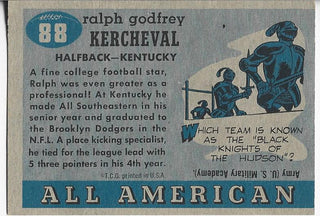 88
ralph godfrey
KERCHEVAL
HALFBACK—KENTUCKY
A fine college football star,
Ralph was even greater as a
professional!! At Kentucky he
made All Southeastern in his
senior year and graduated to
the Brooklyn Dodgers in the
N.F.L. A place kicking specialist,
he tied for the league lead with
5 three pointers in his 4th year.
©T.C.G. printed in U.S.A.
WHICH TEAM IS KNOWN
AS THE "BLACK
KNIGHTS OF
THE HUDSON"?
Army (U. S. Military Academy).
ALL AMERICAN